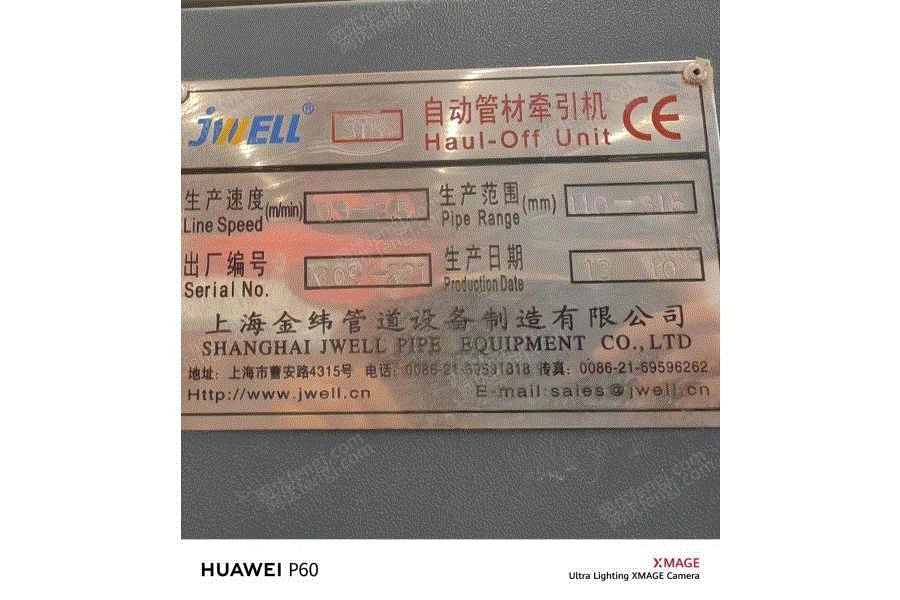 JWELL® 自动管材牵引机 CE
Haul-Off Unit
生产速度 (m/min) 生产范围 (mm)
Line Speed Pipe Range
出厂编号 生产日期
Serial No. Production Date
上海金纬管道设备制造有限公司
SHANGHAI JWELL PIPE EQUIPMENT CO.,LTD
地址：上海市曹安路4315号 电话：0086-21-69591818 传真：0086-21-69596262
Http://www.jwell.cn E-mail:sales@jwell.cn
HUAWEI P60
XMAGE
Ultra Lighting XMAGE Camera